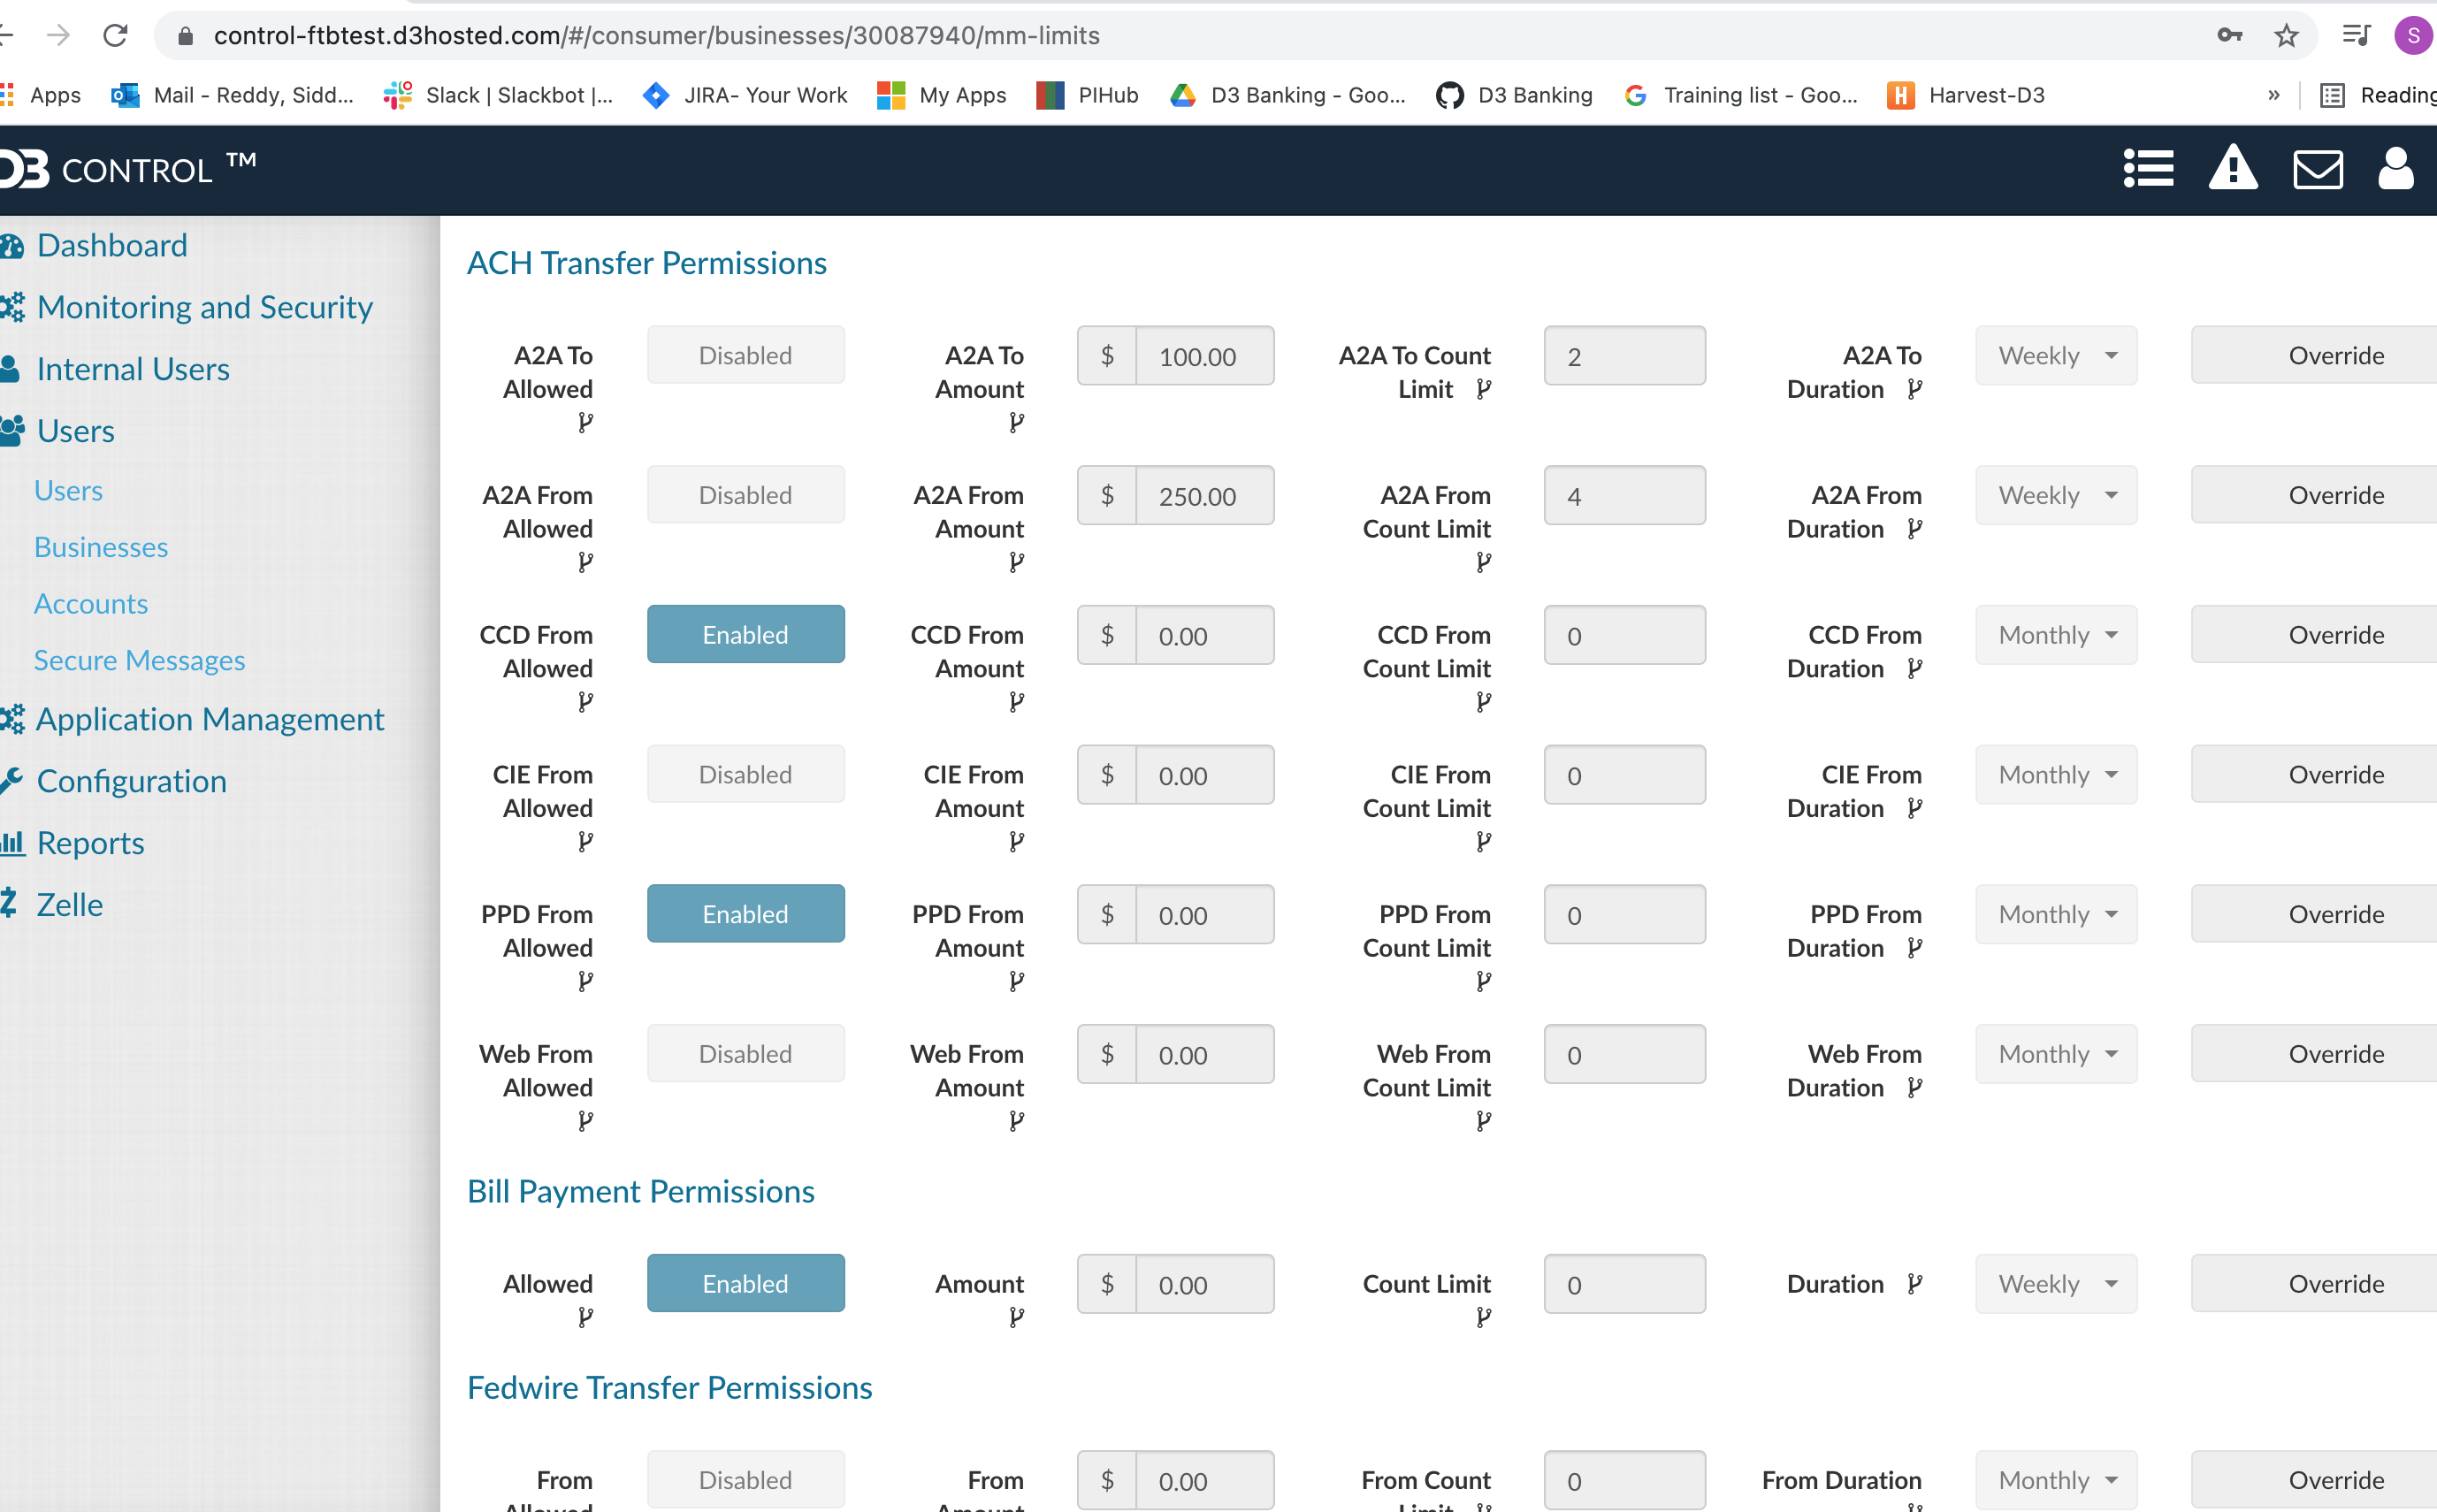 control-ftbtest.d3hosted.com/#/consumer/businesses/30087940/mm-limits
S
Apps
Mail - Reddy, Sidd...
Slack | Slackbot |...
JIRA- Your Work
My Apps
PIHub
D3 Banking - Goo...
D3 Banking
Training list - Goo...
Harvest-D3
»
Reading
D3 CONTROL ™
Dashboard
Monitoring and Security
Internal Users
Users
Users
Businesses
Accounts
Secure Messages
Application Management
Configuration
Reports
Zelle
ACH Transfer Permissions
A2A To Allowed Disabled A2A To Amount $ 100.00 A2A To Count Limit 2 A2A To Duration Weekly Override
A2A From Allowed Disabled A2A From Amount $ 250.00 A2A From Count Limit 4 A2A From Duration Weekly Override
CCD From Allowed Enabled CCD From Amount $ 0.00 CCD From Count Limit 0 CCD From Duration Monthly Override
CIE From Allowed Disabled CIE From Amount $ 0.00 CIE From Count Limit 0 CIE From Duration Monthly Override
PPD From Allowed Enabled PPD From Amount $ 0.00 PPD From Count Limit 0 PPD From Duration Monthly Override
Web From Allowed Disabled Web From Amount $ 0.00 Web From Count Limit 0 Web From Duration Monthly Override
Bill Payment Permissions
Allowed Enabled Amount $ 0.00 Count Limit 0 Duration Weekly Override
Fedwire Transfer Permissions
From Allowed Disabled From Amount $ 0.00 From Count Limit 0 From Duration Monthly Override